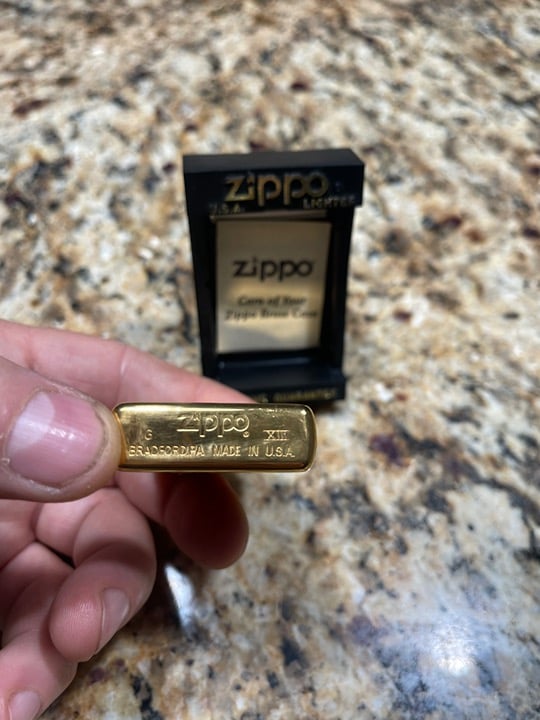 zippo
U.S.A. LIGHTER
zippo
Care of Your
Zippo Brass Case
Zippo
G XIII
BRADFORD.PA MADE IN U.S.A.